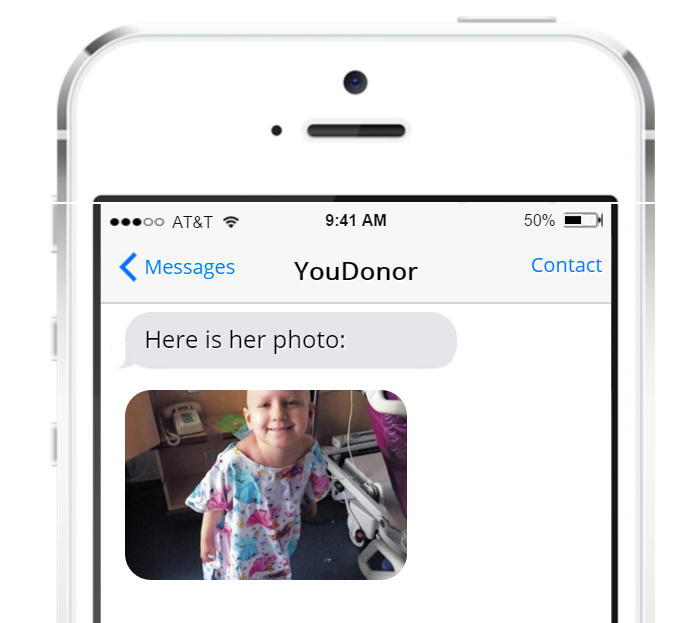 ●●●○○ AT&T 9:41 AM 50%
Messages YouDonor Contact
Here is her photo: